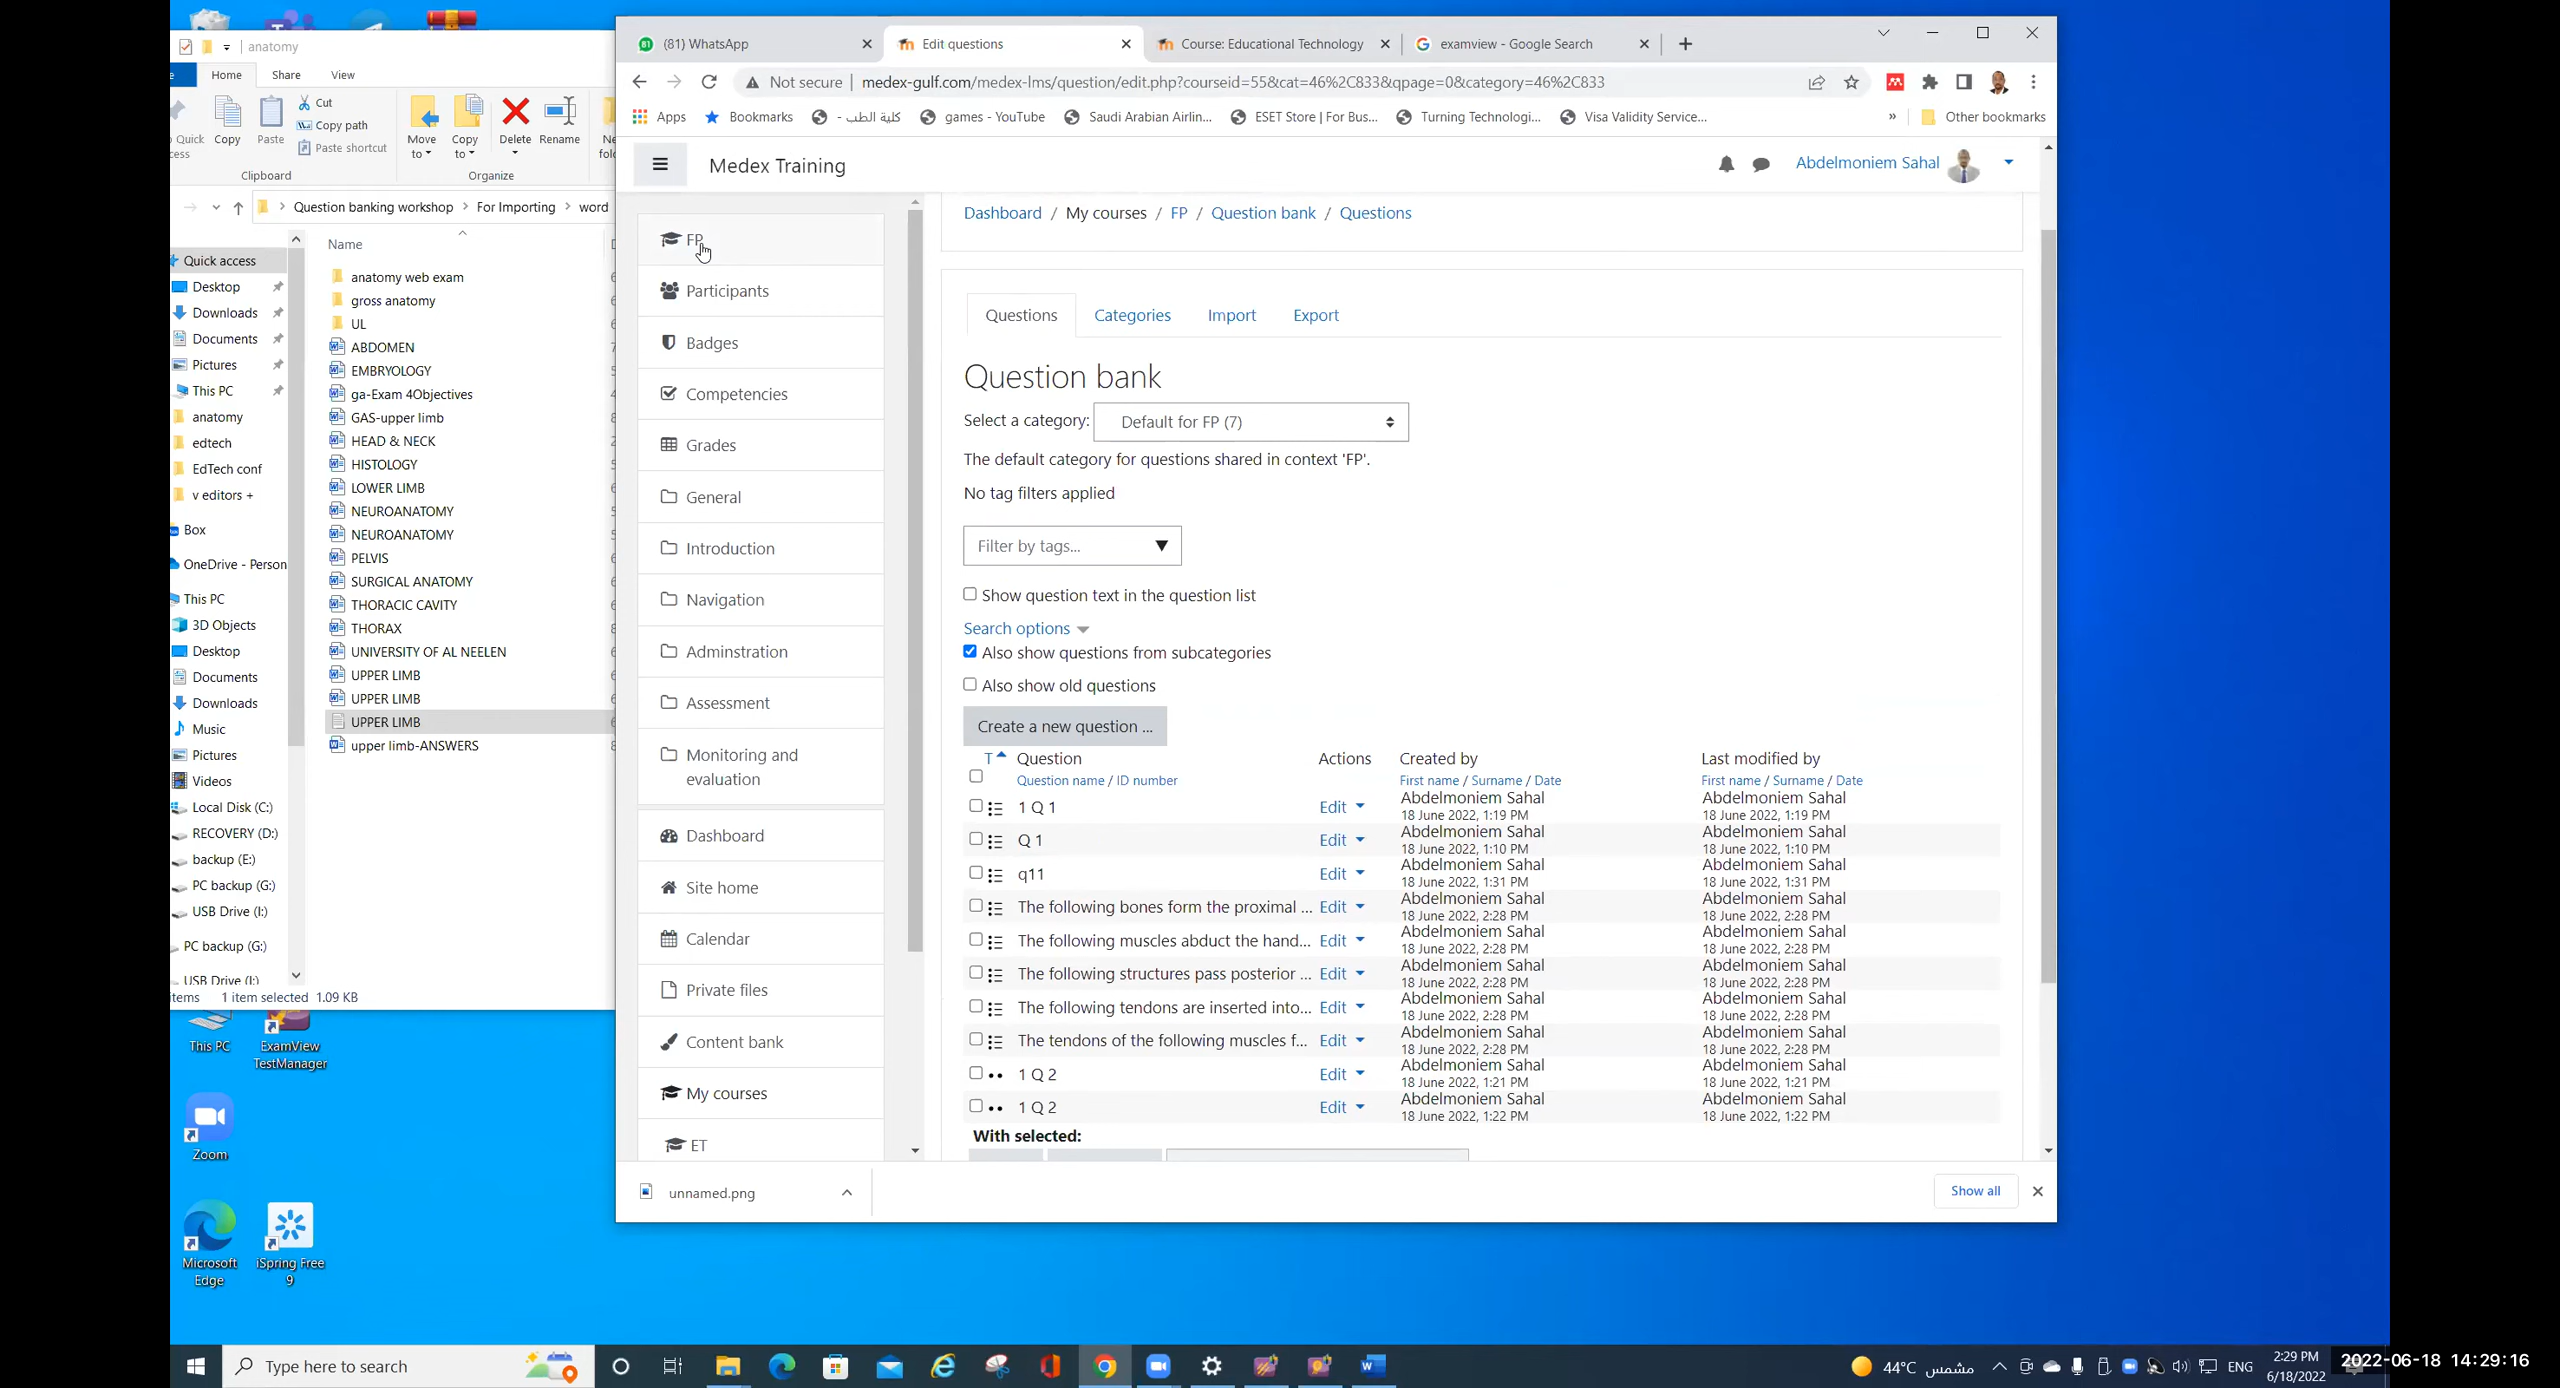 anatomy
Home Share View
Cut
Copy path
Paste shortcut
Copy
Paste
Move to
Copy to
Delete
Rename
Clipboard
Organize
Question banking workshop > For Importing > word
Name
Quick access
Desktop
Downloads
Documents
Pictures
This PC
anatomy
edtech
EdTech conf
v editors +
Box
OneDrive - Person
This PC
3D Objects
Desktop
Documents
Downloads
Music
Pictures
Videos
Local Disk (C:)
RECOVERY (D:)
backup (E:)
PC backup (G:)
USB Drive (I:)
PC backup (G:)
USB Drive (I:)
anatomy web exam
gross anatomy
UL
ABDOMEN
EMBRYOLOGY
ga-Exam 4Objectives
GAS-upper limb
HEAD & NECK
HISTOLOGY
LOWER LIMB
NEUROANATOMY
NEUROANATOMY
PELVIS
SURGICAL ANATOMY
THORACIC CAVITY
THORAX
UNIVERSITY OF AL NEELEN
UPPER LIMB
UPPER LIMB
UPPER LIMB
upper limb-ANSWERS
1 item selected 1.09 KB
This PC
ExamView TestManager
Zoom
Microsoft Edge
iSpring Free 9
(81) WhatsApp
Edit questions
Course: Educational Technology
examview - Google Search
Not secure | medex-gulf.com/medex-lms/question/edit.php?courseid=55&cat=46%2C833&qpage=0&category=46%2C833
Apps
Bookmarks
كلية الطب -
games - YouTube
Saudi Arabian Airlin...
ESET Store | For Bus...
Turning Technologi...
Visa Validity Service...
» Other bookmarks
Medex Training
Abdelmoniem Sahal
FP
Participants
Badges
Competencies
Grades
General
Introduction
Navigation
Adminstration
Assessment
Monitoring and
evaluation
Dashboard
Site home
Calendar
Private files
Content bank
My courses
ET
Dashboard / My courses / FP / Question bank / Questions
Questions Categories Import Export
Question bank
Select a category: Default for FP (7)
The default category for questions shared in context 'FP'.
No tag filters applied
Filter by tags... ▼
Show question text in the question list
Search options
Also show questions from subcategories
Also show old questions
Create a new question ...
T Question Actions Created by Last modified by
Question name / ID number First name / Surname / Date First name / Surname / Date
1 Q 1 Edit Abdelmoniem Sahal 18 June 2022, 1:19 PM Abdelmoniem Sahal 18 June 2022, 1:19 PM
Q 1 Edit Abdelmoniem Sahal 18 June 2022, 1:10 PM Abdelmoniem Sahal 18 June 2022, 1:10 PM
q11 Edit Abdelmoniem Sahal 18 June 2022, 1:31 PM Abdelmoniem Sahal 18 June 2022, 1:31 PM
The following bones form the proximal ... Edit Abdelmoniem Sahal 18 June 2022, 2:28 PM Abdelmoniem Sahal 18 June 2022, 2:28 PM
The following muscles abduct the hand... Edit Abdelmoniem Sahal 18 June 2022, 2:28 PM Abdelmoniem Sahal 18 June 2022, 2:28 PM
The following structures pass posterior ... Edit Abdelmoniem Sahal 18 June 2022, 2:28 PM Abdelmoniem Sahal 18 June 2022, 2:28 PM
The following tendons are inserted into... Edit Abdelmoniem Sahal 18 June 2022, 2:28 PM Abdelmoniem Sahal 18 June 2022, 2:28 PM
The tendons of the following muscles f... Edit Abdelmoniem Sahal 18 June 2022, 2:28 PM Abdelmoniem Sahal 18 June 2022, 2:28 PM
1 Q 2 Edit Abdelmoniem Sahal 18 June 2022, 1:21 PM Abdelmoniem Sahal 18 June 2022, 1:21 PM
1 Q 2 Edit Abdelmoniem Sahal 18 June 2022, 1:22 PM Abdelmoniem Sahal 18 June 2022, 1:22 PM
With selected:
unnamed.png
Show all
Type here to search
44°C مشمس
ENG
2:29 PM
6/18/2022
2022-06-18 14:29:16